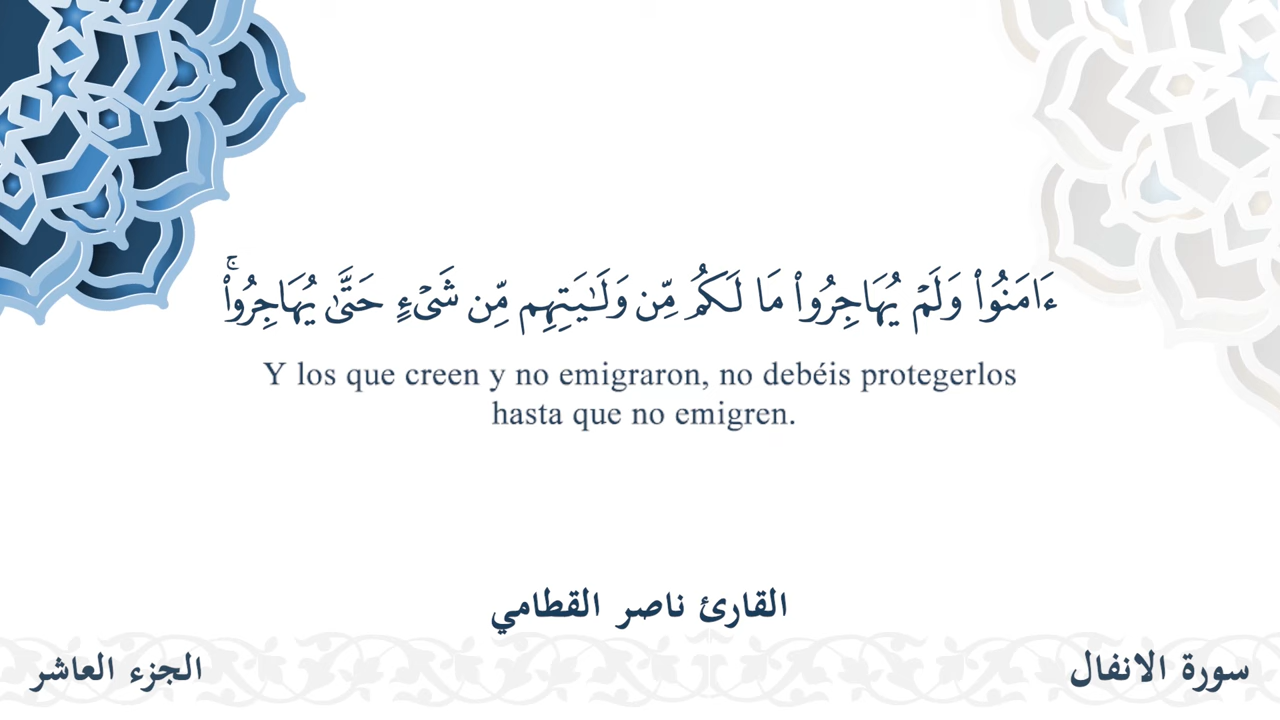 ءَامَنُوا۟ وَلَمْ يُهَاجِرُوا۟ مَا لَكُم مِّن وَلَـٰيَتِهِم مِّن شَىْءٍ حَتَّىٰ يُهَاجِرُوا۟ ۚ
Y los que creen y no emigraron, no debéis protegerlos
hasta que no emigren.
القارئ ناصر القطامي
سورة الانفال
الجزء العاشر